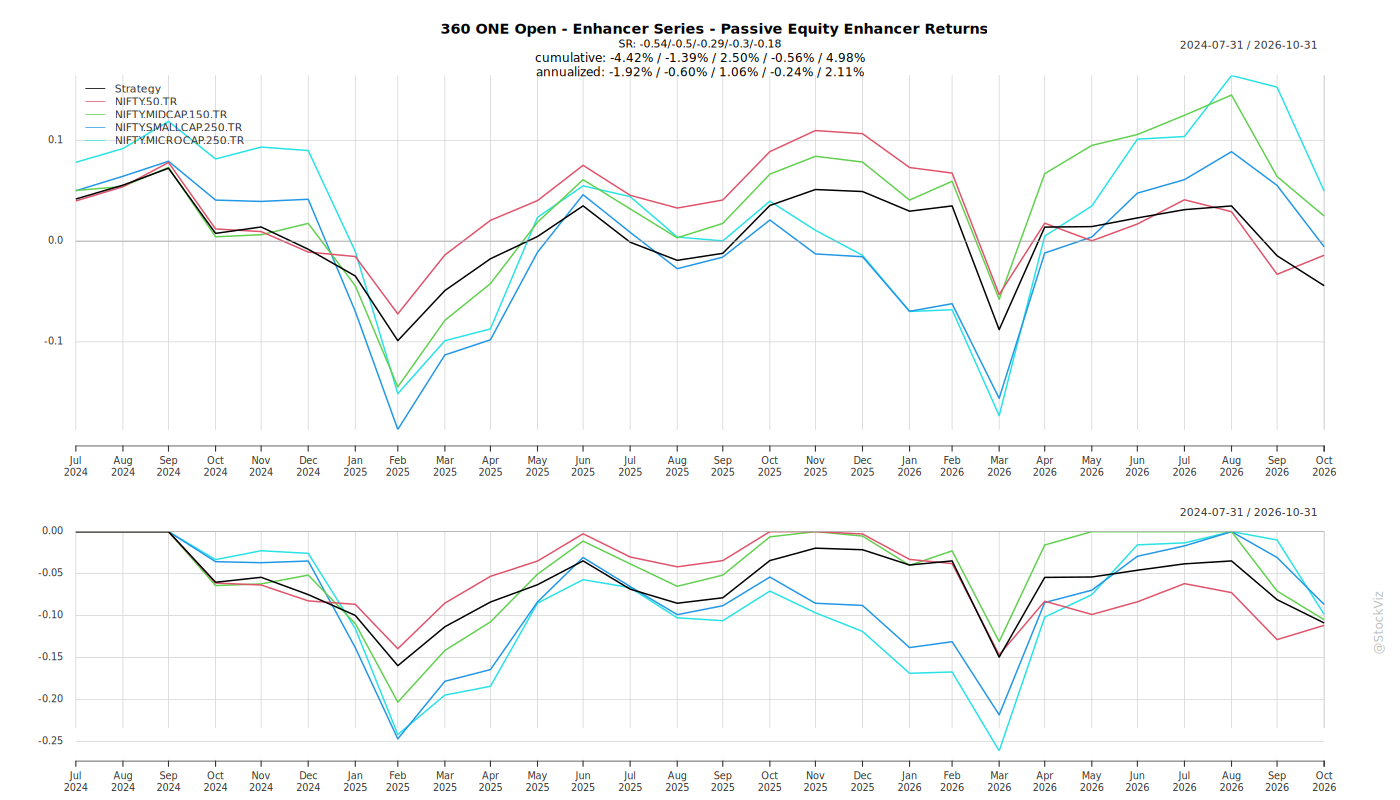 360 ONE Open - Enhancer Series - Passive Equity Enhancer Returns
SR: -0.54/-0.5/-0.29/-0.3/-0.18
cumulative: -4.42% / -1.39% / 2.50% / -0.56% / 4.98%
annualized: -1.92% / -0.60% / 1.06% / -0.24% / 2.11%
2024-07-31 / 2026-10-31
Strategy
NIFTY.50.TR
NIFTY.MIDCAP.150.TR
NIFTY.SMALLCAP.250.TR
NIFTY.MICROCAP.250.TR
0.1
0.0
-0.1
Jul Aug Sep Oct Nov Dec Jan Feb Mar Apr May Jun Jul Aug Sep Oct Nov Dec Jan Feb Mar Apr May Jun Jul Aug Sep Oct
2024 2024 2024 2024 2024 2024 2025 2025 2025 2025 2025 2025 2025 2025 2025 2025 2025 2025 2026 2026 2026 2026 2026 2026 2026 2026 2026 2026
2024-07-31 / 2026-10-31
0.00
-0.05
-0.10
-0.15
-0.20
-0.25
Jul Aug Sep Oct Nov Dec Jan Feb Mar Apr May Jun Jul Aug Sep Oct Nov Dec Jan Feb Mar Apr May Jun Jul Aug Sep Oct
2024 2024 2024 2024 2024 2024 2025 2025 2025 2025 2025 2025 2025 2025 2025 2025 2025 2025 2026 2026 2026 2026 2026 2026 2026 2026 2026 2026
@StockViz